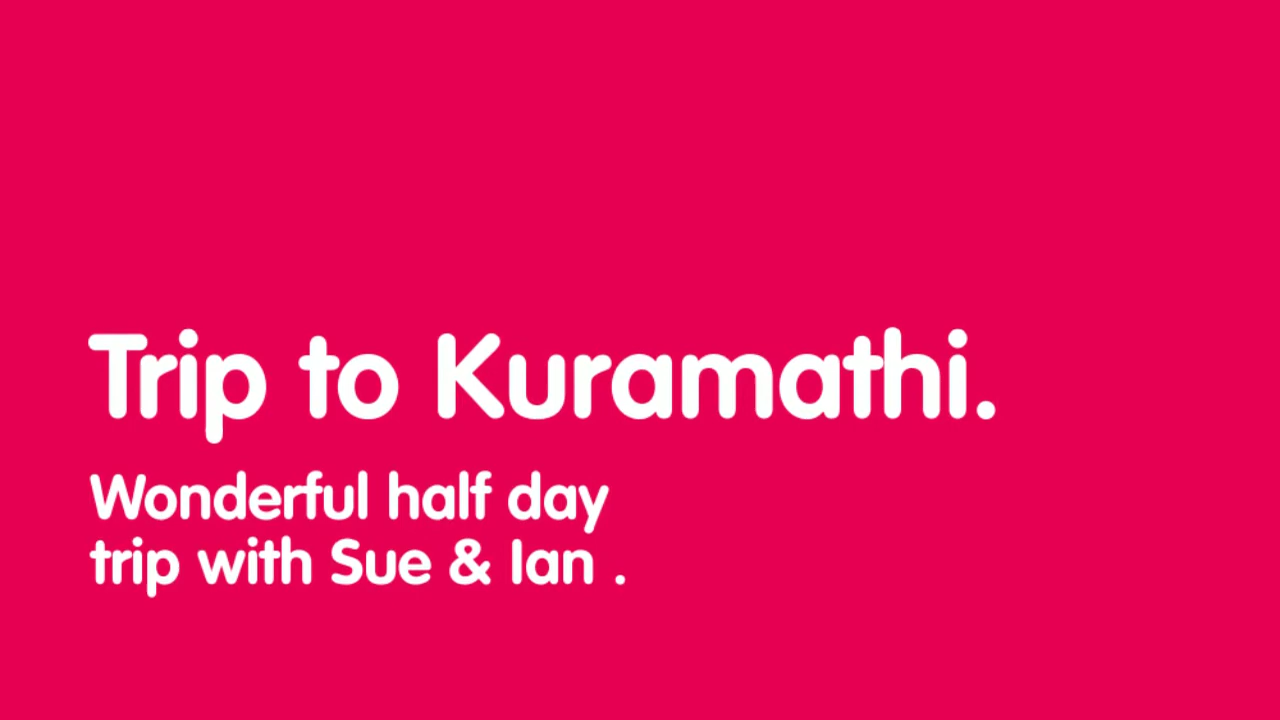 Trip to Kuramathi.
Wonderful half day
trip with Sue & Ian .